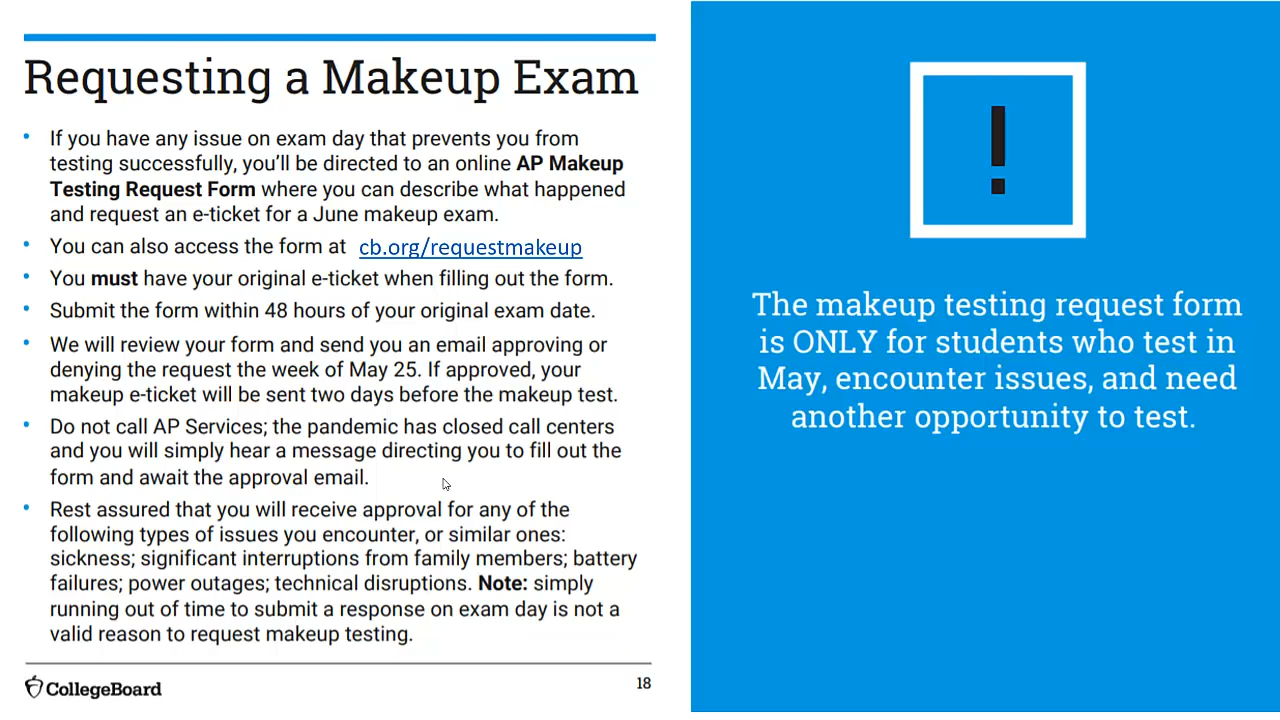 Requesting a Makeup Exam
• If you have any issue on exam day that prevents you from
testing successfully, you'll be directed to an online AP Makeup
Testing Request Form where you can describe what happened
and request an e-ticket for a June makeup exam.
• You can also access the form at cb.org/requestmakeup
• You must have your original e-ticket when filling out the form.
• Submit the form within 48 hours of your original exam date.
• We will review your form and send you an email approving or
denying the request the week of May 25. If approved, your
makeup e-ticket will be sent two days before the makeup test.
• Do not call AP Services; the pandemic has closed call centers
and you will simply hear a message directing you to fill out the
form and await the approval email.
• Rest assured that you will receive approval for any of the
following types of issues you encounter, or similar ones:
sickness; significant interruptions from family members; battery
failures; power outages; technical disruptions. Note: simply
running out of time to submit a response on exam day is not a
valid reason to request makeup testing.
CollegeBoard
18
!
The makeup testing request form
is ONLY for students who test in
May, encounter issues, and need
another opportunity to test.